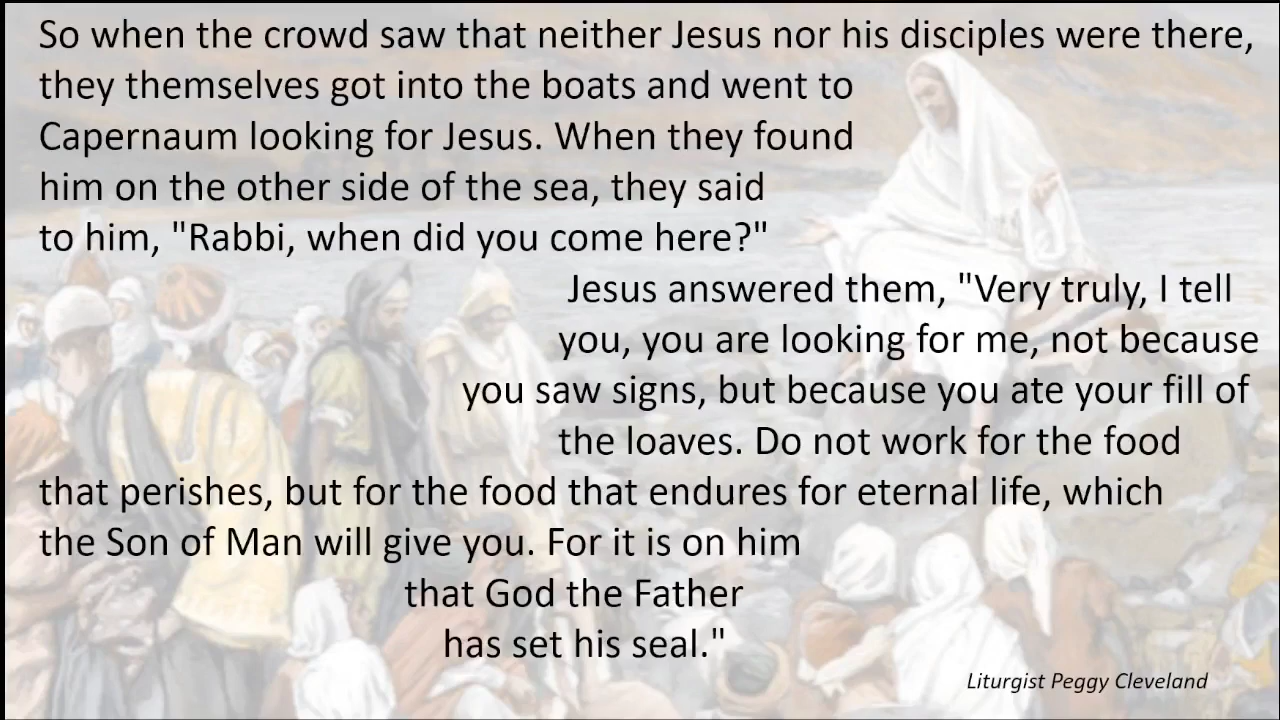 So when the crowd saw that neither Jesus nor his disciples were there,
they themselves got into the boats and went to
Capernaum looking for Jesus. When they found
him on the other side of the sea, they said
to him, "Rabbi, when did you come here?"
Jesus answered them, "Very truly, I tell
you, you are looking for me, not because
you saw signs, but because you ate your fill of
the loaves. Do not work for the food
that perishes, but for the food that endures for eternal life, which
the Son of Man will give you. For it is on him
that God the Father
has set his seal."
Liturgist Peggy Cleveland